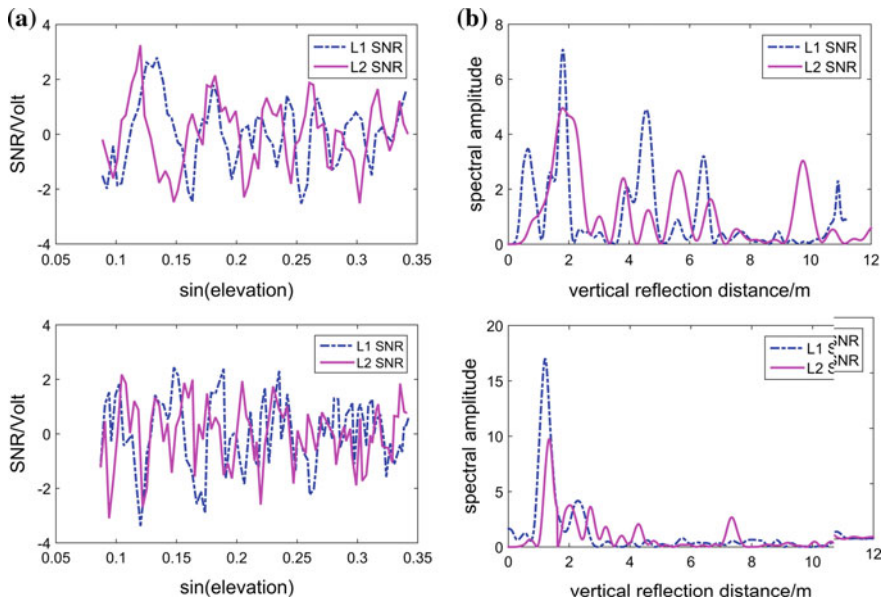 (a)
4
2
0
-2
-4
SNR/Volt
L1 SNR
L2 SNR
0.05 0.1 0.15 0.2 0.25 0.3 0.35
sin(elevation)
(b)
8
6
4
2
0
spectral amplitude
L1 SNR
L2 SNR
0 2 4 6 8 10 12
vertical reflection distance/m
4
2
0
-2
-4
SNR/Volt
L1 SNR
L2 SNR
0.05 0.1 0.15 0.2 0.25 0.3 0.35
sin(elevation)
20
15
10
5
0
spectral amplitude
L1 S
SNR
L2 S
SNR
0 2 4 6 8 10 12
vertical reflection distance/m